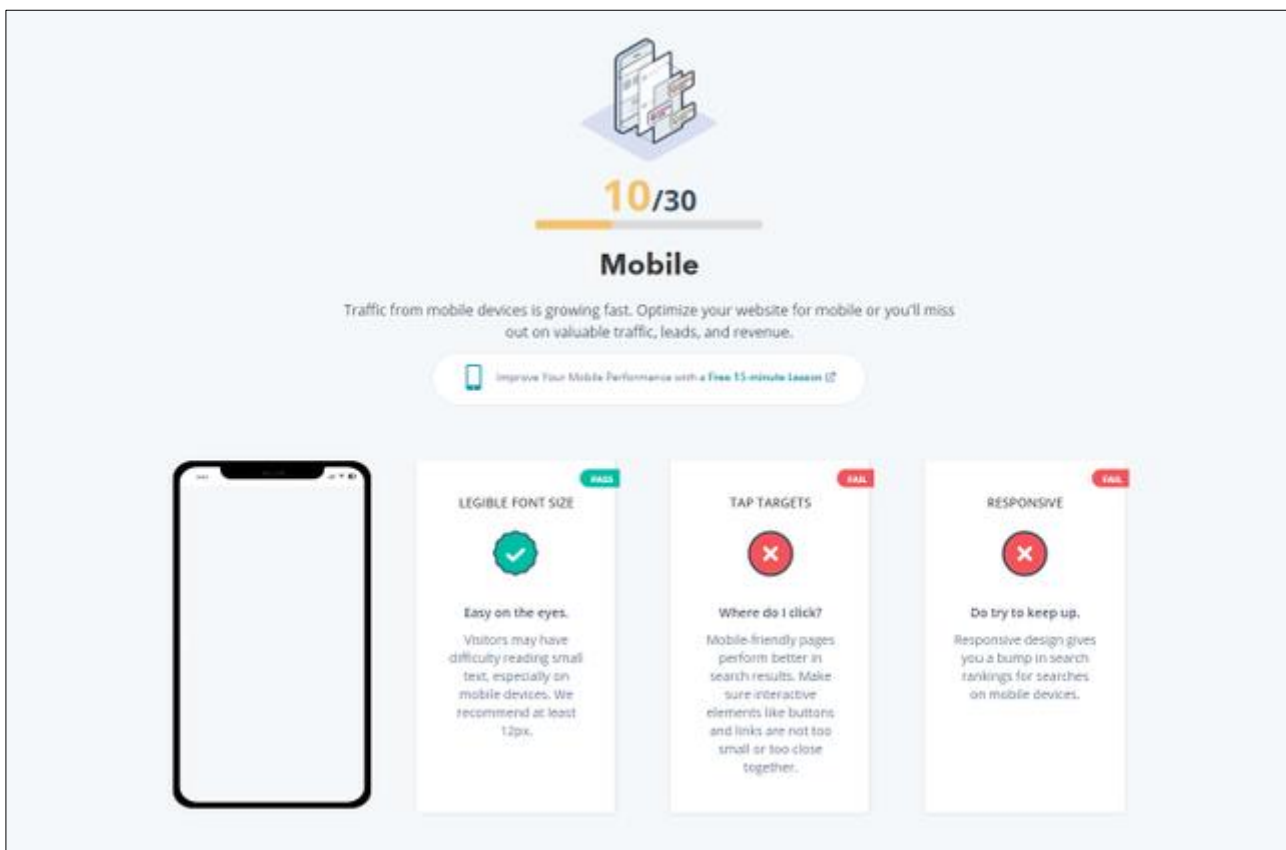 10/30
Mobile
Traffic from mobile devices is growing fast. Optimize your website for mobile or you'll miss
out on valuable traffic, leads, and revenue.
Improve Your Mobile Performance with a Free 15-minute Lesson
PASS
LEGIBLE FONT SIZE
Easy on the eyes.
Visitors may have
difficulty reading small
text, especially on
mobile devices. We
recommend at least
12px.
FAIL
TAP TARGETS
Where do I click?
Mobile-friendly pages
perform better in
search results. Make
sure interactive
elements like buttons
and links are not too
small or too close
together.
FAIL
RESPONSIVE
Do try to keep up.
Responsive design gives
you a bump in search
rankings for searches
on mobile devices.